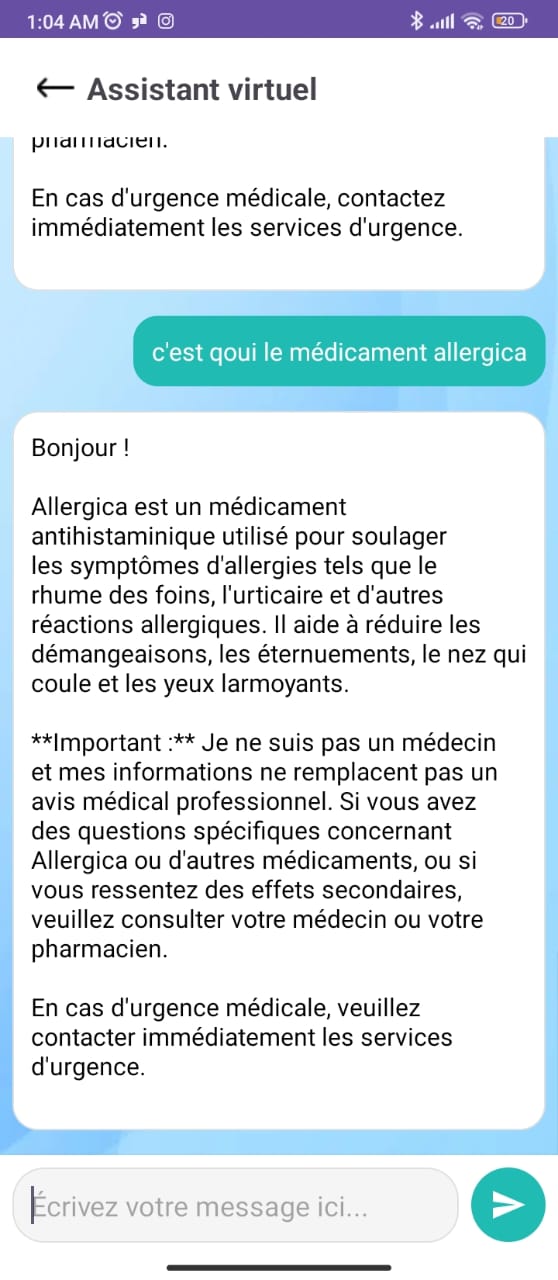 1:04 AM
20
Assistant virtuel
pharmacien.
En cas d'urgence médicale, contactez
immédiatement les services d'urgence.
c'est qoui le médicament allergica
Bonjour !
Allergica est un médicament
antihistaminique utilisé pour soulager
les symptômes d'allergies tels que le
rhume des foins, l'urticaire et d'autres
réactions allergiques. Il aide à réduire les
démangeaisons, les éternuements, le nez qui
coule et les yeux larmoyants.
**Important :** Je ne suis pas un médecin
et mes informations ne remplacent pas un
avis médical professionnel. Si vous avez
des questions spécifiques concernant
Allergica ou d'autres médicaments, ou si
vous ressentez des effets secondaires,
veuillez consulter votre médecin ou votre
pharmacien.
En cas d'urgence médicale, veuillez
contacter immédiatement les services
d'urgence.
Écrivez votre message ici...